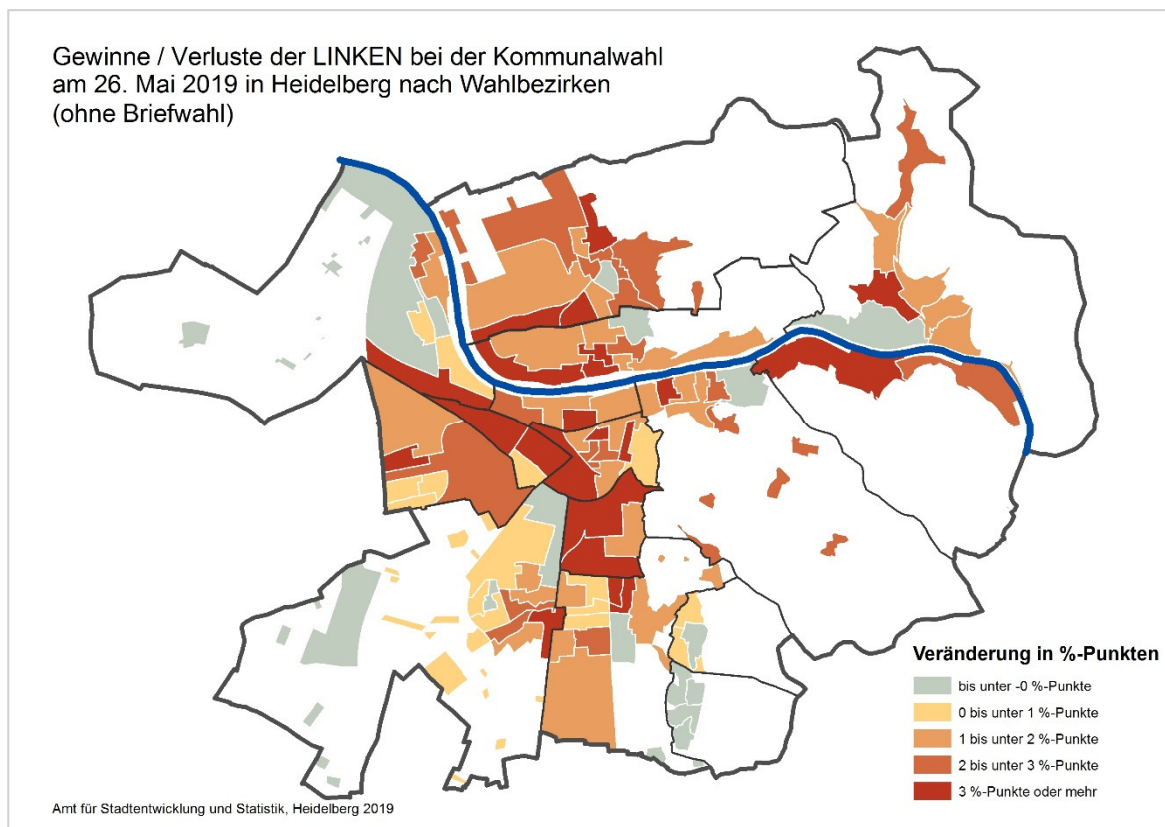 Gewinne / Verluste der LINKEN bei der Kommunalwahl
am 26. Mai 2019 in Heidelberg nach Wahlbezirken
(ohne Briefwahl)
Veränderung in %-Punkten
bis unter -0 %-Punkte
0 bis unter 1 %-Punkte
1 bis unter 2 %-Punkte
2 bis unter 3 %-Punkte
3 %-Punkte oder mehr
Amt für Stadtentwicklung und Statistik, Heidelberg 2019